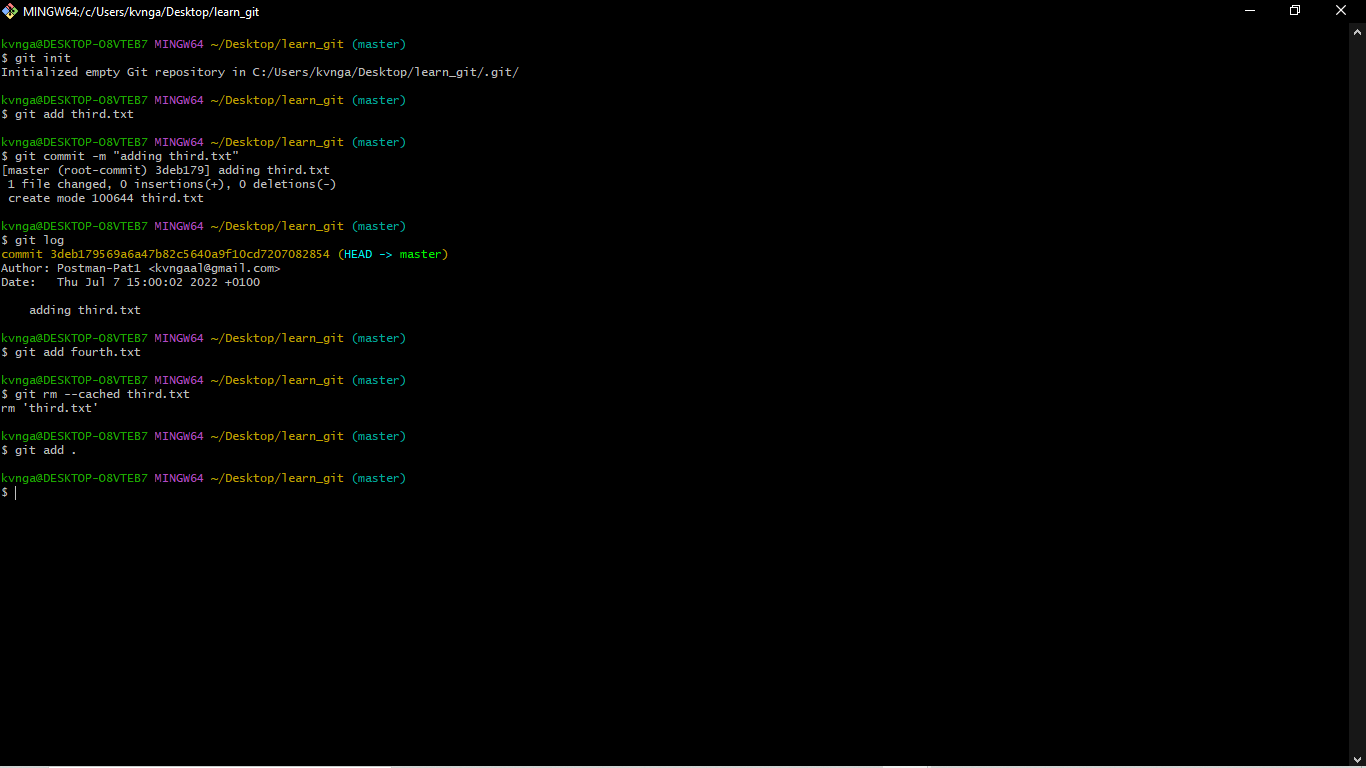 MINGW64:/c/Users/kvnga/Desktop/learn_git
kvnga@DESKTOP-O8VTEB7 MINGW64 ~/Desktop/learn_git (master)
$ git init
Initialized empty Git repository in C:/Users/kvnga/Desktop/learn_git/.git/
kvnga@DESKTOP-O8VTEB7 MINGW64 ~/Desktop/learn_git (master)
$ git add third.txt
kvnga@DESKTOP-O8VTEB7 MINGW64 ~/Desktop/learn_git (master)
$ git commit -m "adding third.txt"
[master (root-commit) 3deb179] adding third.txt
 1 file changed, 0 insertions(+), 0 deletions(-)
 create mode 100644 third.txt
kvnga@DESKTOP-O8VTEB7 MINGW64 ~/Desktop/learn_git (master)
$ git log
commit 3deb179569a6a47b82c5640a9f10cd7207082854 (HEAD -> master)
Author: Postman-Pat1 <kvngaal@gmail.com>
Date:   Thu Jul 7 15:00:02 2022 +0100
    adding third.txt
kvnga@DESKTOP-O8VTEB7 MINGW64 ~/Desktop/learn_git (master)
$ git add fourth.txt
kvnga@DESKTOP-O8VTEB7 MINGW64 ~/Desktop/learn_git (master)
$ git rm --cached third.txt
rm 'third.txt'
kvnga@DESKTOP-O8VTEB7 MINGW64 ~/Desktop/learn_git (master)
$ git add .
kvnga@DESKTOP-O8VTEB7 MINGW64 ~/Desktop/learn_git (master)
$